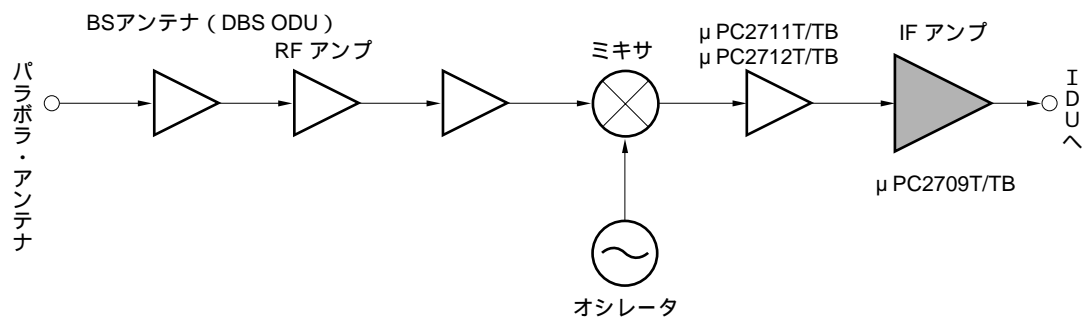 BSアンテナ（DBS ODU）
RF アンプ
ミキサ
μPC2711T/TB
μPC2712T/TB
IF アンプ
パラボラ・アンテナ
IDUへ
μPC2709T/TB
オシレータ